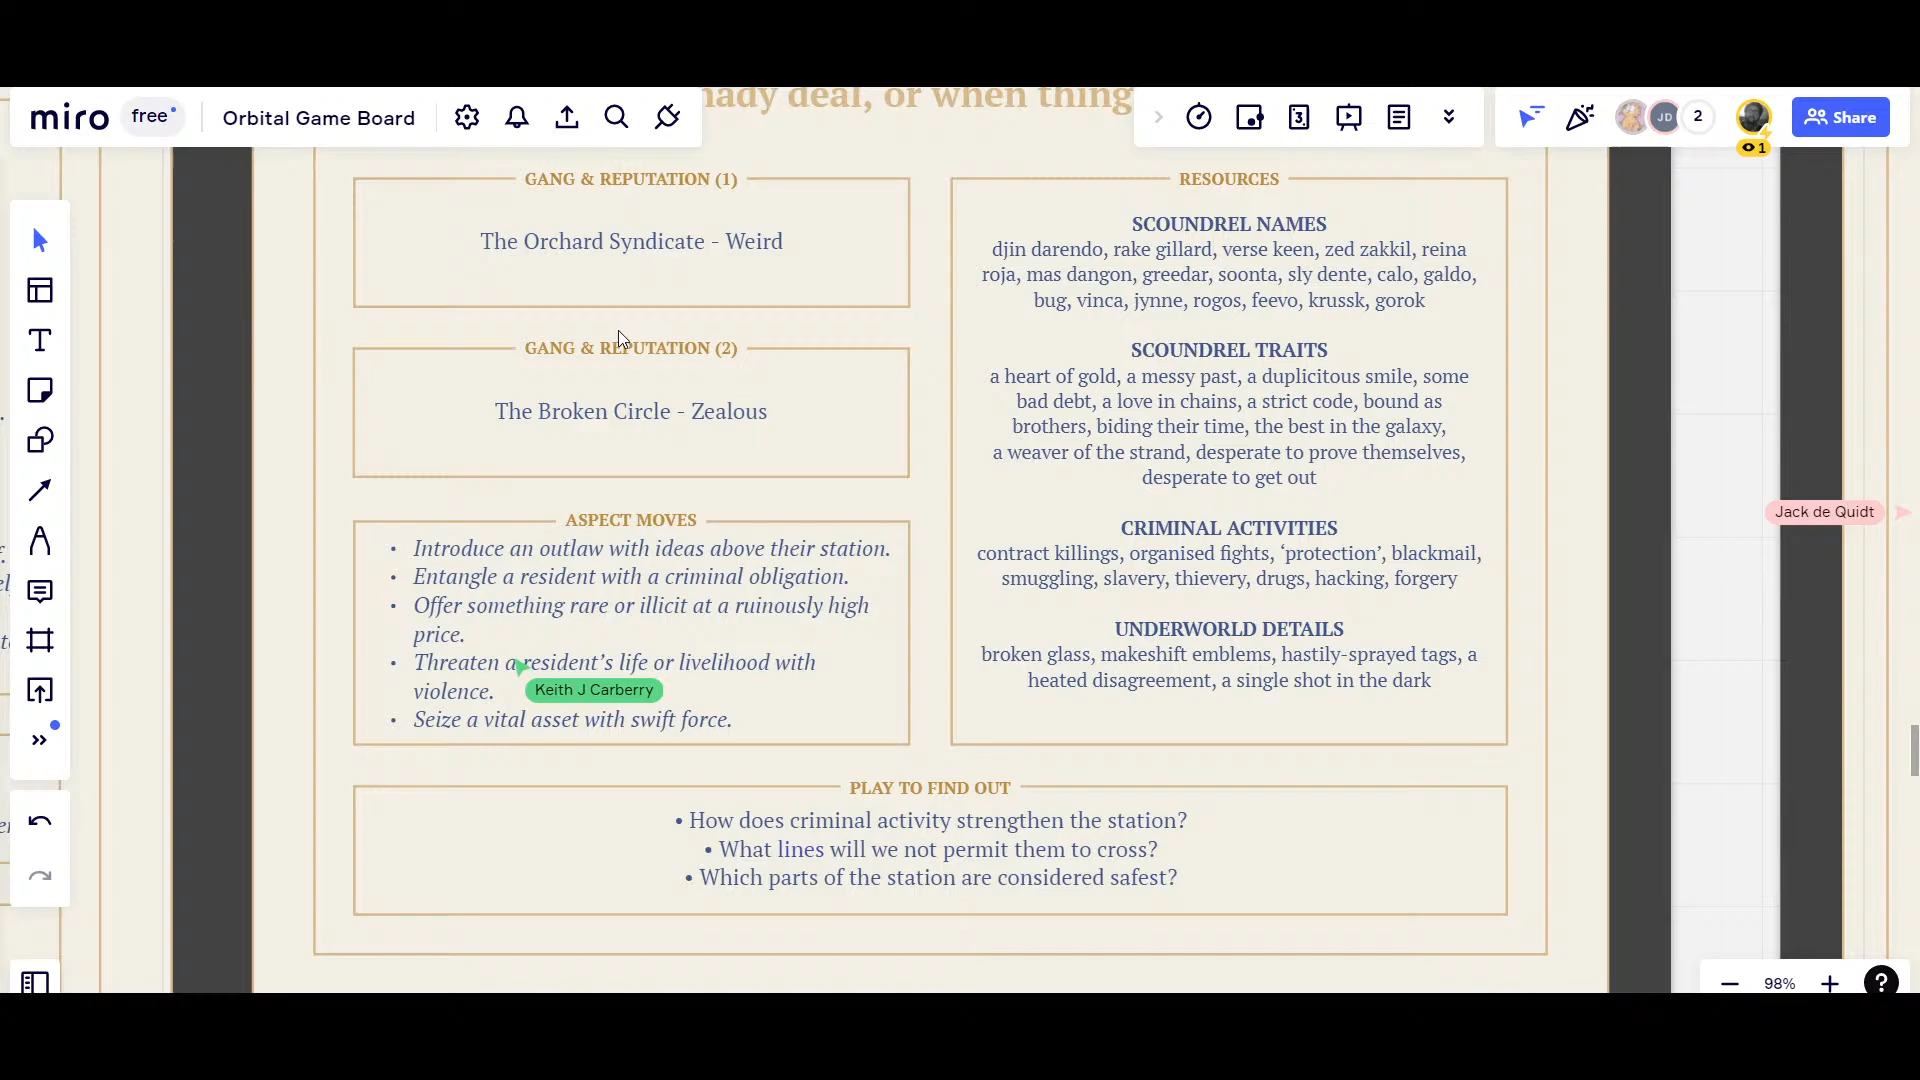 hady deal, or when thing
miro
free
Orbital Game Board
3
JD
2
Share
1
GANG & REPUTATION (1)
The Orchard Syndicate - Weird
GANG & REPUTATION (2)
The Broken Circle - Zealous
ASPECT MOVES
• Introduce an outlaw with ideas above their station.
• Entangle a resident with a criminal obligation.
• Offer something rare or illicit at a ruinously high
price.
• Threaten a resident’s life or livelihood with
violence.
Keith J Carberry
• Seize a vital asset with swift force.
RESOURCES
SCOUNDREL NAMES
djin darendo, rake gillard, verse keen, zed zakkil, reina
roja, mas dangon, greedar, soonta, sly dente, calo, galdo,
bug, vinca, jynne, rogos, feevo, krussk, gorok
SCOUNDREL TRAITS
a heart of gold, a messy past, a duplicitous smile, some
bad debt, a love in chains, a strict code, bound as
brothers, biding their time, the best in the galaxy,
a weaver of the strand, desperate to prove themselves,
desperate to get out
CRIMINAL ACTIVITIES
contract killings, organised fights, ‘protection’, blackmail,
smuggling, slavery, thievery, drugs, hacking, forgery
UNDERWORLD DETAILS
broken glass, makeshift emblems, hastily-sprayed tags, a
heated disagreement, a single shot in the dark
Jack de Quidt
PLAY TO FIND OUT
• How does criminal activity strengthen the station?
• What lines will we not permit them to cross?
• Which parts of the station are considered safest?
98%
?